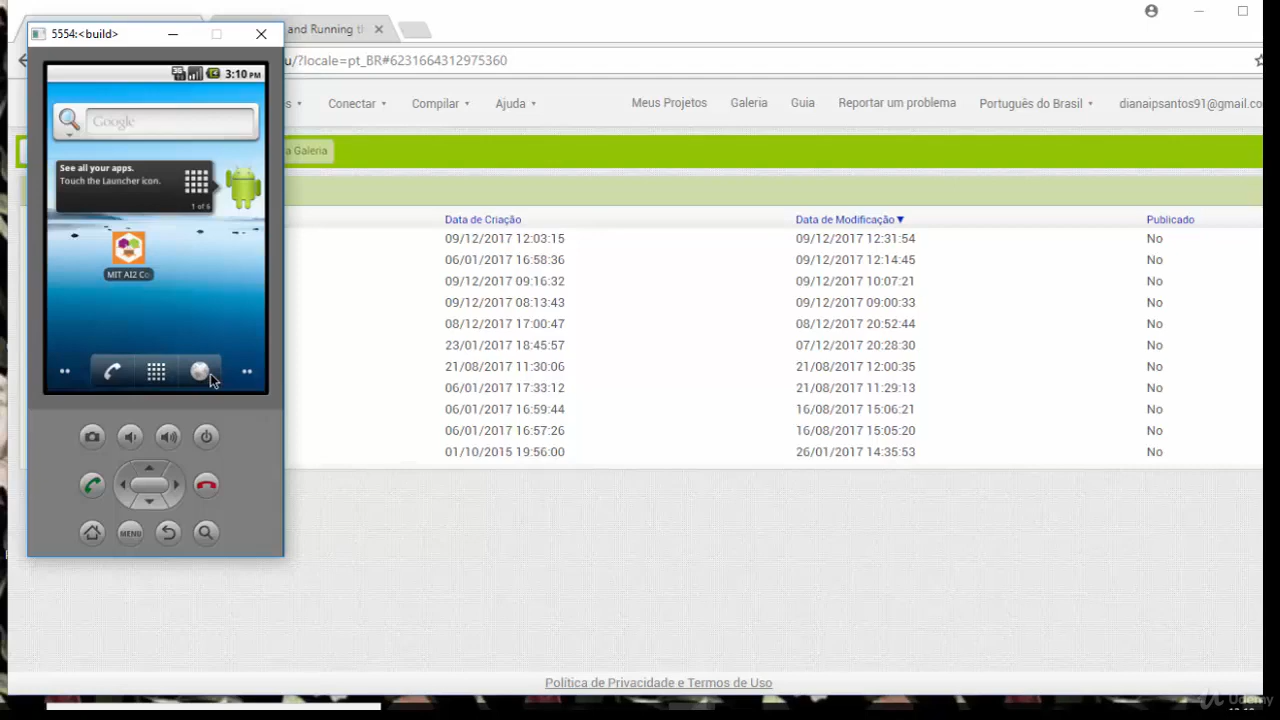 5554:<build>
and Running th
u/?locale=pt_BR#6231664312975360
s
Conectar
Compilar
Ajuda
Meus Projetos
Galeria
Guia
Reportar um problema
Português do Brasil
dianaipsantos91@gmail.co
a Galeria
3G
3:10 PM
Google
See all your apps.
Touch the Launcher icon.
1 of 6
MIT AI2 Co
MENU
Data de Criação Data de Modificação ▼ Publicado
09/12/2017 12:03:15 09/12/2017 12:31:54 No
06/01/2017 16:58:36 09/12/2017 12:14:45 No
09/12/2017 09:16:32 09/12/2017 10:07:21 No
09/12/2017 08:13:43 09/12/2017 09:00:33 No
08/12/2017 17:00:47 08/12/2017 20:52:44 No
23/01/2017 18:45:57 07/12/2017 20:28:30 No
21/08/2017 11:30:06 21/08/2017 12:00:35 No
06/01/2017 17:33:12 21/08/2017 11:29:13 No
06/01/2017 16:59:44 16/08/2017 15:06:21 No
06/01/2017 16:57:26 16/08/2017 15:05:20 No
01/10/2015 19:56:00 26/01/2017 14:35:53 No
Política de Privacidade e Termos de Uso
Udemy